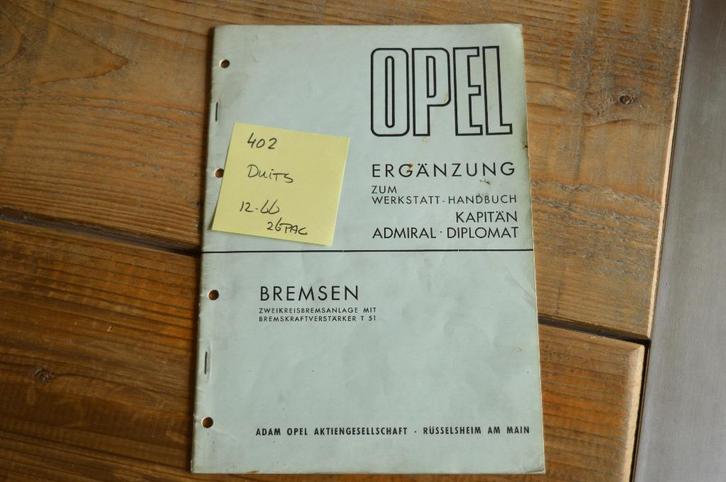 OPEL
402
Duits
12-66
26 PAG
ERGÄNZUNG
ZUM
WERKSTATT-HANDBUCH
KAPITÄN
ADMIRAL · DIPLOMAT
BREMSEN
ZWEIKREISBREMSANLAGE MIT
BREMSKRAFTVERSTÄRKER T 51
ADAM OPEL AKTIENGESELLSCHAFT · RÜSSELSHEIM AM MAIN